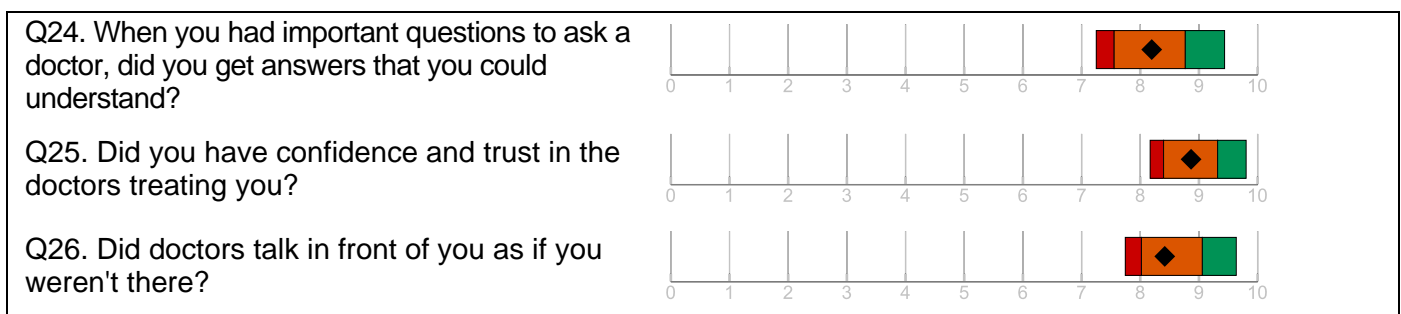 Q24. When you had important questions to ask a
doctor, did you get answers that you could
understand?
0 1 2 3 4 5 6 7 8 9 10
Q25. Did you have confidence and trust in the
doctors treating you?
0 1 2 3 4 5 6 7 8 9 10
Q26. Did doctors talk in front of you as if you
weren't there?
0 1 2 3 4 5 6 7 8 9 10